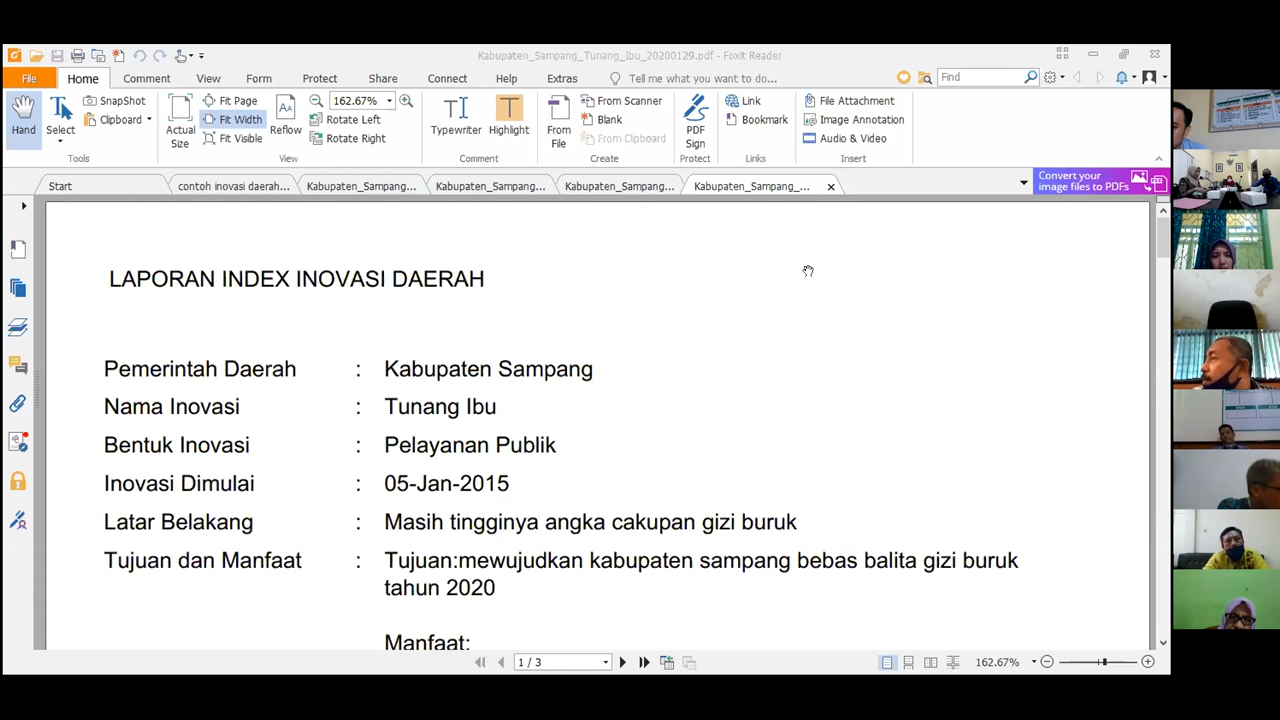 Kabupaten_Sampang_Tunang_Ibu_20200129.pdf - Foxit Reader
File Home Comment View Form Protect Share Connect Help Extras Tell me what you want to do... Find
Hand
Select
SnapShot
Clipboard
Tools
Actual Size
Fit Page
Fit Width
Fit Visible
Reflow
162.67%
Rotate Left
Rotate Right
View
Typewriter
Highlight
Comment
From File
From Scanner
Blank
From Clipboard
Create
PDF Sign
Protect
Link
Bookmark
Links
File Attachment
Image Annotation
Audio & Video
Insert
Start contoh inovasi daerah... Kabupaten_Sampang... Kabupaten_Sampang... Kabupaten_Sampang... Kabupaten_Sampang_...
Convert your
image files to PDFs
LAPORAN INDEX INOVASI DAERAH
Pemerintah Daerah : Kabupaten Sampang
Nama Inovasi : Tunang Ibu
Bentuk Inovasi : Pelayanan Publik
Inovasi Dimulai : 05-Jan-2015
Latar Belakang : Masih tingginya angka cakupan gizi buruk
Tujuan dan Manfaat : Tujuan:mewujudkan kabupaten sampang bebas balita gizi buruk
tahun 2020
Manfaat:
1 / 3
162.67%